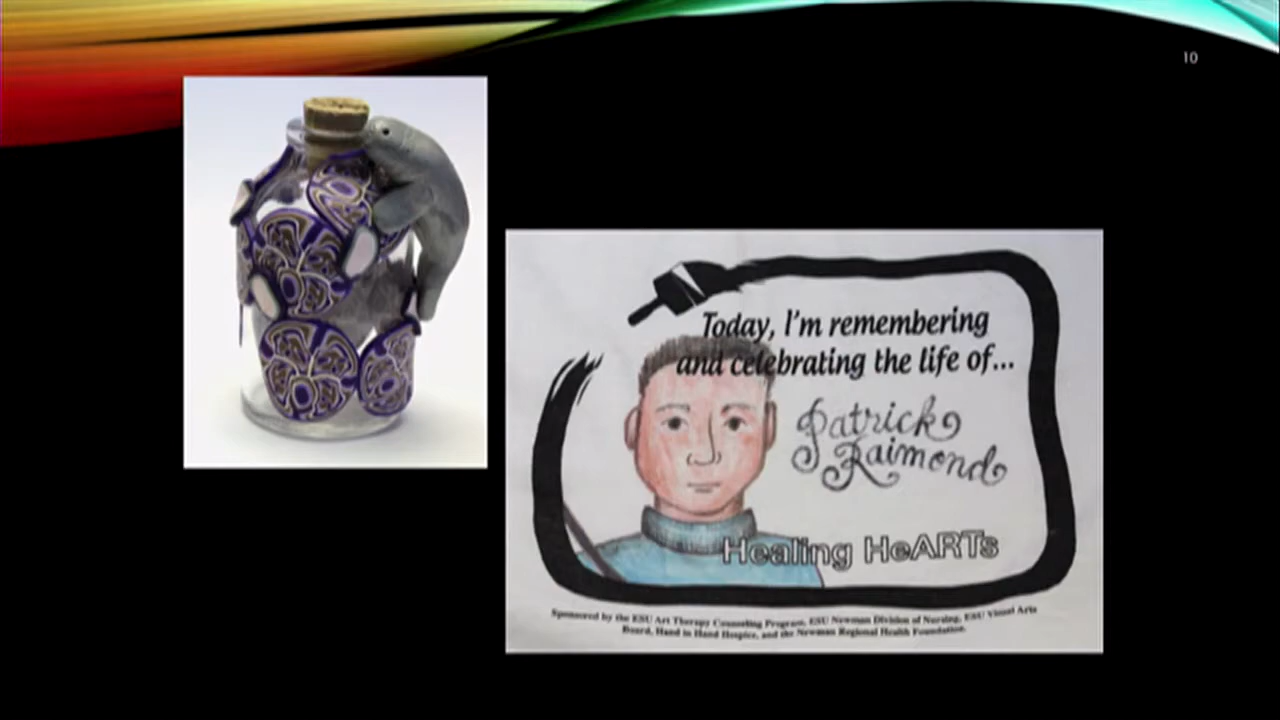 10
Today, I'm remembering
and celebrating the life of...
Patrick
Raimond
Healing HeARTs
Sponsored by the ESU Art Therapy Counseling Program, ESU Newman Division of Nursing, ESU Visual Arts
Board, Hand in Hand Hospice, and the Newman Regional Health Foundation.